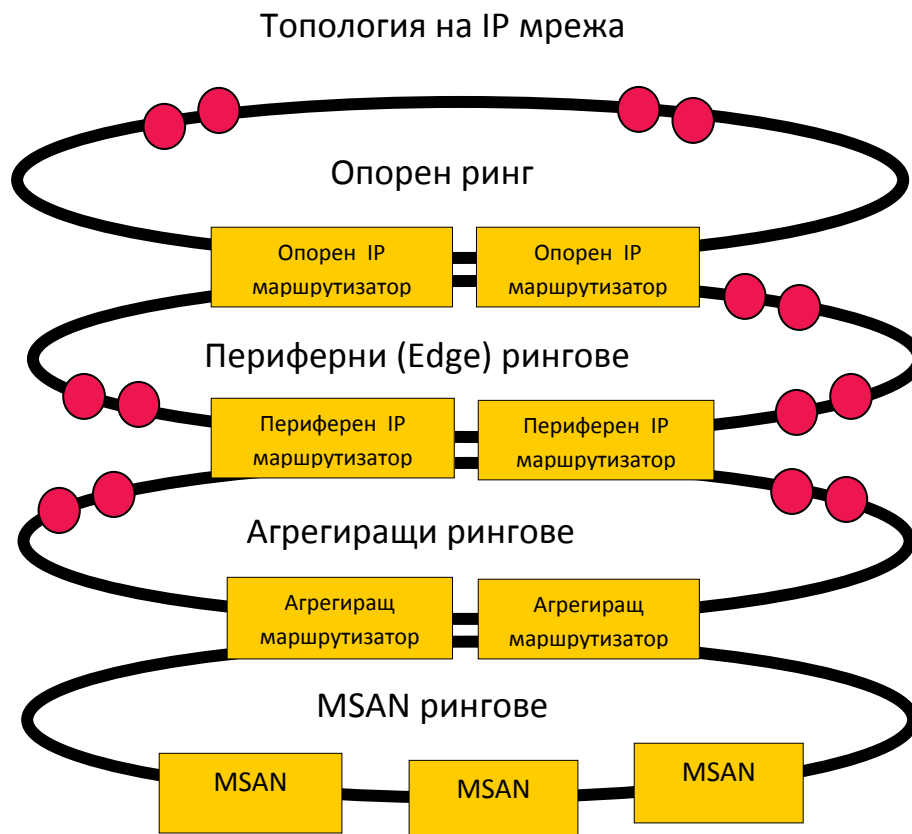 Топология на IP мрежа
Опорен ринг
Опорен IP
маршрутизатор
Опорен IP
маршрутизатор
Периферни (Edge) рингове
Периферен IP
маршрутизатор
Периферен IP
маршрутизатор
Агрегиращи рингове
Агрегиращ
маршрутизатор
Агрегиращ
маршрутизатор
MSAN рингове
MSAN
MSAN
MSAN